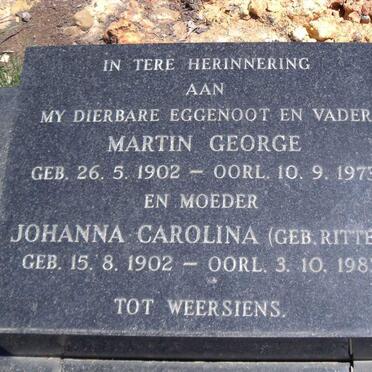 IN TERE HERINNERING
AAN
MY DIERBARE EGGENOOT EN VADER
MARTIN GEORGE
GEB. 26. 5. 1902 — OORL. 10. 9. 1973
EN MOEDER
JOHANNA CAROLINA (GEB. RITTE
GEB. 15. 8. 1902 — OORL. 3. 10. 198
TOT WEERSIENS.